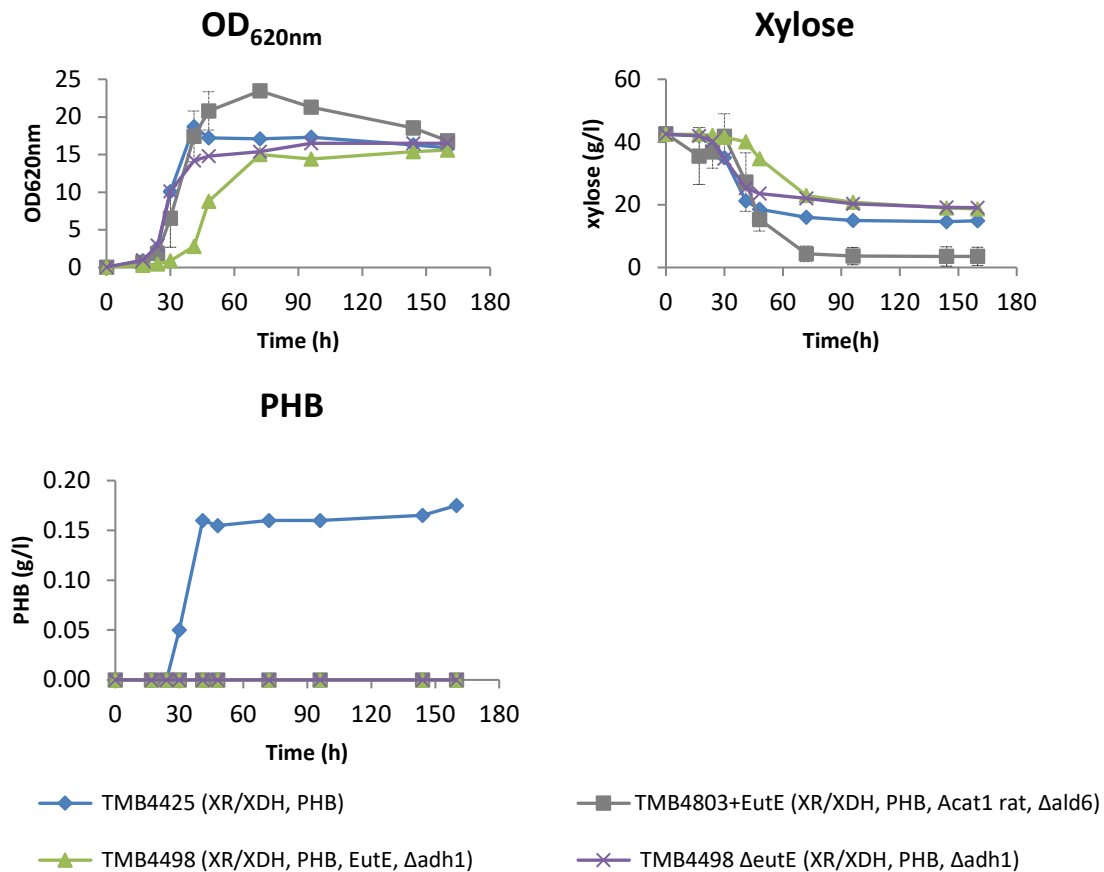 OD620nm
25
20
15
10
5
0
OD620nm
0 30 60 90 120 150 180
Time (h)
Xylose
60
40
20
0
xylose (g/l)
0 30 60 90 120 150 180
Time(h)
PHB
0.20
0.15
0.10
0.05
0.00
PHB (g/l)
0 30 60 90 120 150 180
Time (h)
TMB4425 (XR/XDH, PHB)
TMB4803+EutE (XR/XDH, PHB, Acat1 rat, Δald6)
TMB4498 (XR/XDH, PHB, EutE, Δadh1)
TMB4498 ΔeutE (XR/XDH, PHB, Δadh1)